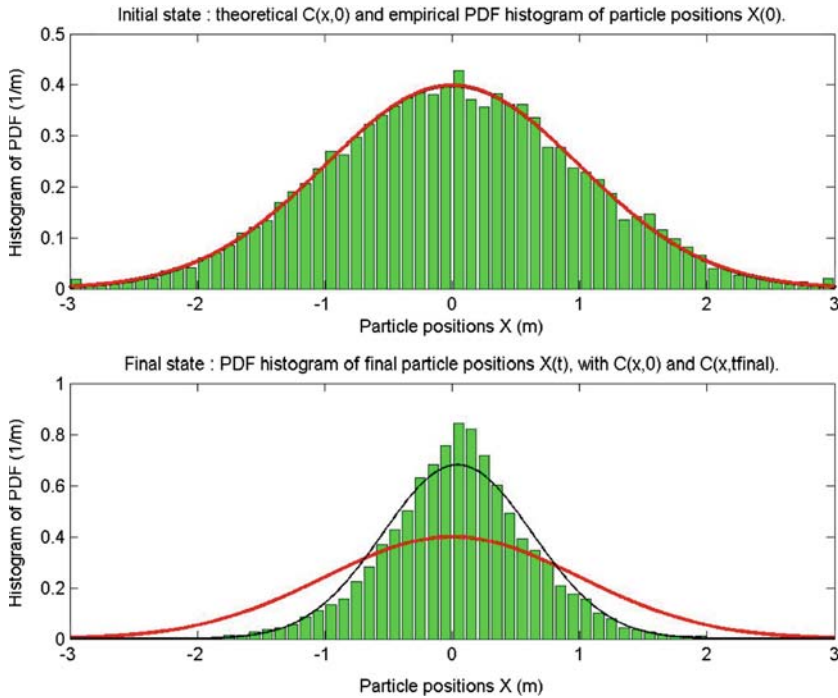 Initial state : theoretical C(x,0) and empirical PDF histogram of particle positions X(0).
0.5
0.4
0.3
0.2
0.1
0
Histogram of PDF (1/m)
-3 -2 -1 0 1 2 3
Particle positions X (m)
Final state : PDF histogram of final particle positions X(t), with C(x,0) and C(x,tfinal).
1
0.8
0.6
0.4
0.2
0
Histogram of PDF (1/m)
-3 -2 -1 0 1 2 3
Particle positions X (m)